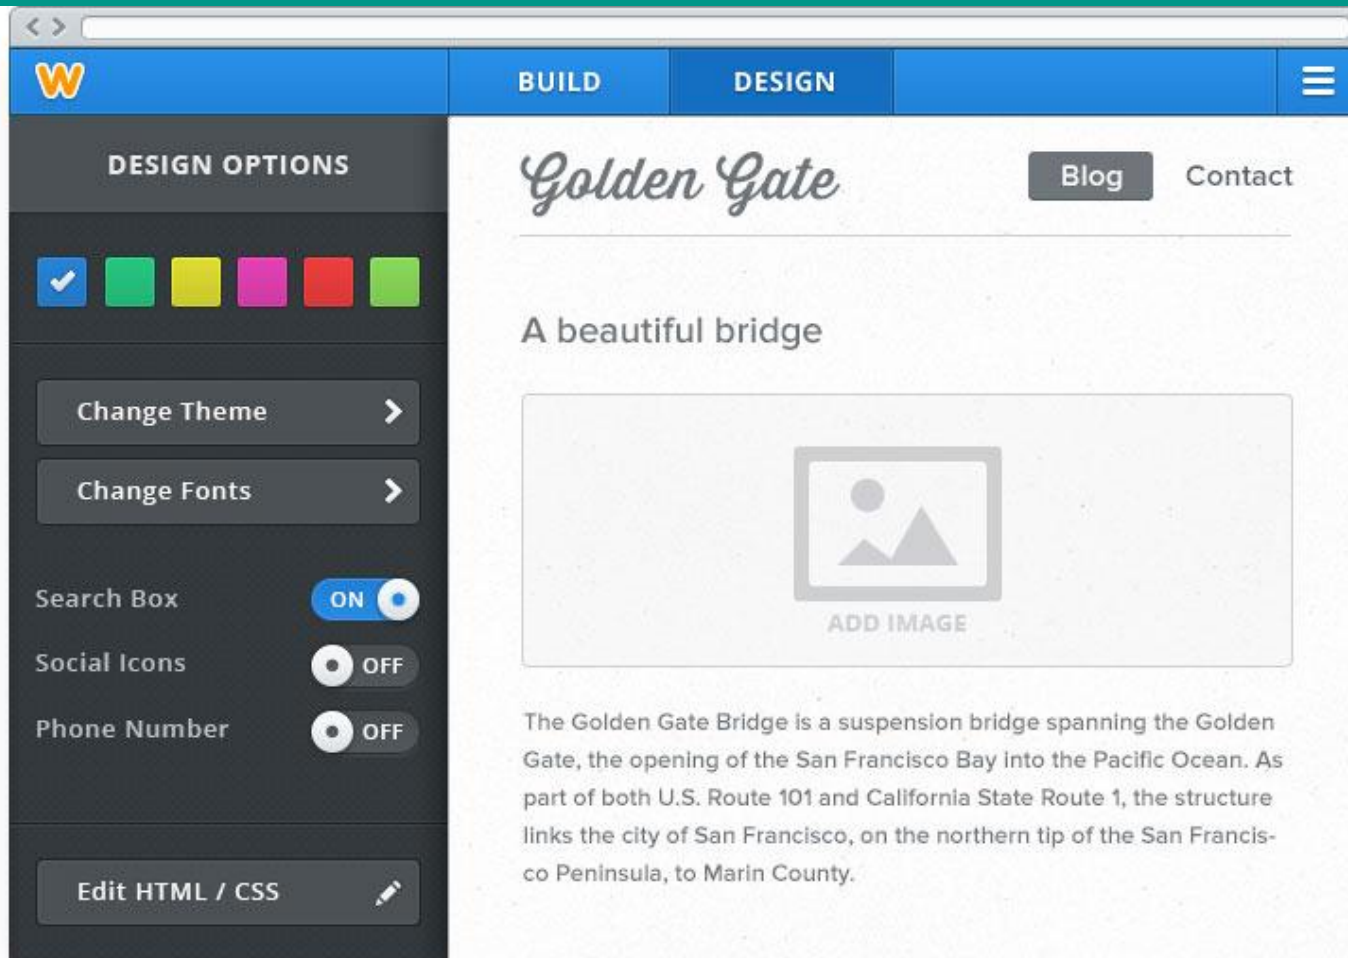 W
BUILD
DESIGN
DESIGN OPTIONS
Change Theme
Change Fonts
Search Box
ON
Social Icons
OFF
Phone Number
OFF
Edit HTML / CSS
Golden Gate
Blog
Contact
A beautiful bridge
ADD IMAGE
The Golden Gate Bridge is a suspension bridge spanning the Golden
Gate, the opening of the San Francisco Bay into the Pacific Ocean. As
part of both U.S. Route 101 and California State Route 1, the structure
links the city of San Francisco, on the northern tip of the San Francis-
co Peninsula, to Marin County.